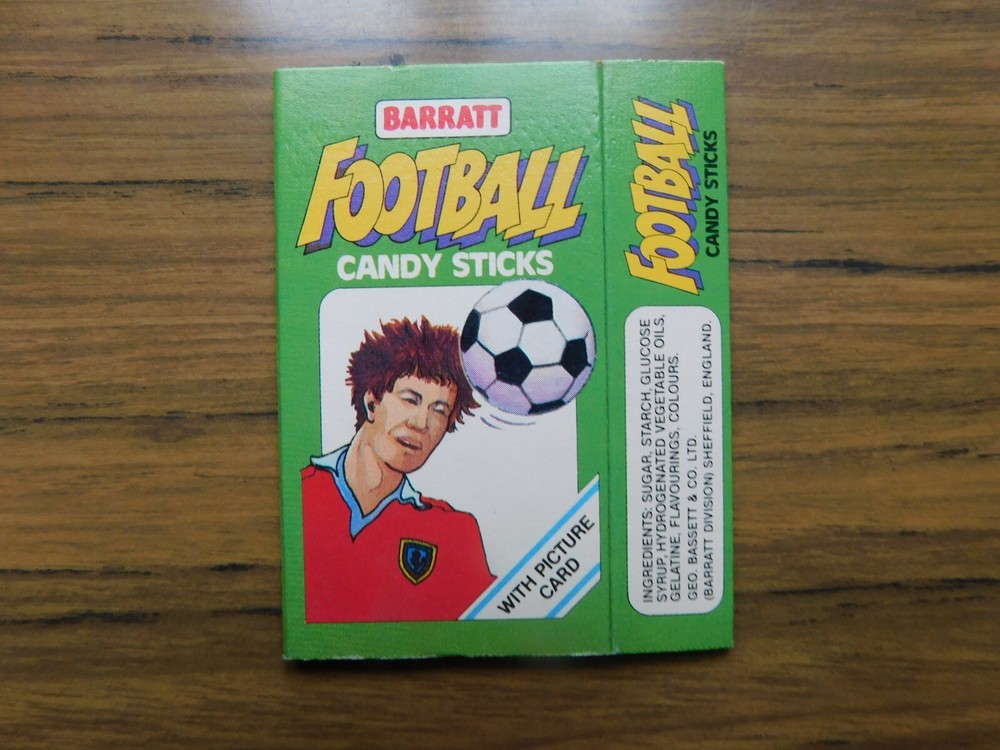 BARRATT
FOOTBALL
CANDY STICKS
WITH PICTURE
CARD
FOOTBALL
CANDY STICKS
INGREDIENTS: SUGAR, STARCH, GLUCOSE
SYRUP, HYDROGENATED VEGETABLE OILS,
GELATINE, FLAVOURINGS, COLOURS.
GEO. BASSETT & CO. LTD.
(BARRATT DIVISION) SHEFFIELD, ENGLAND.